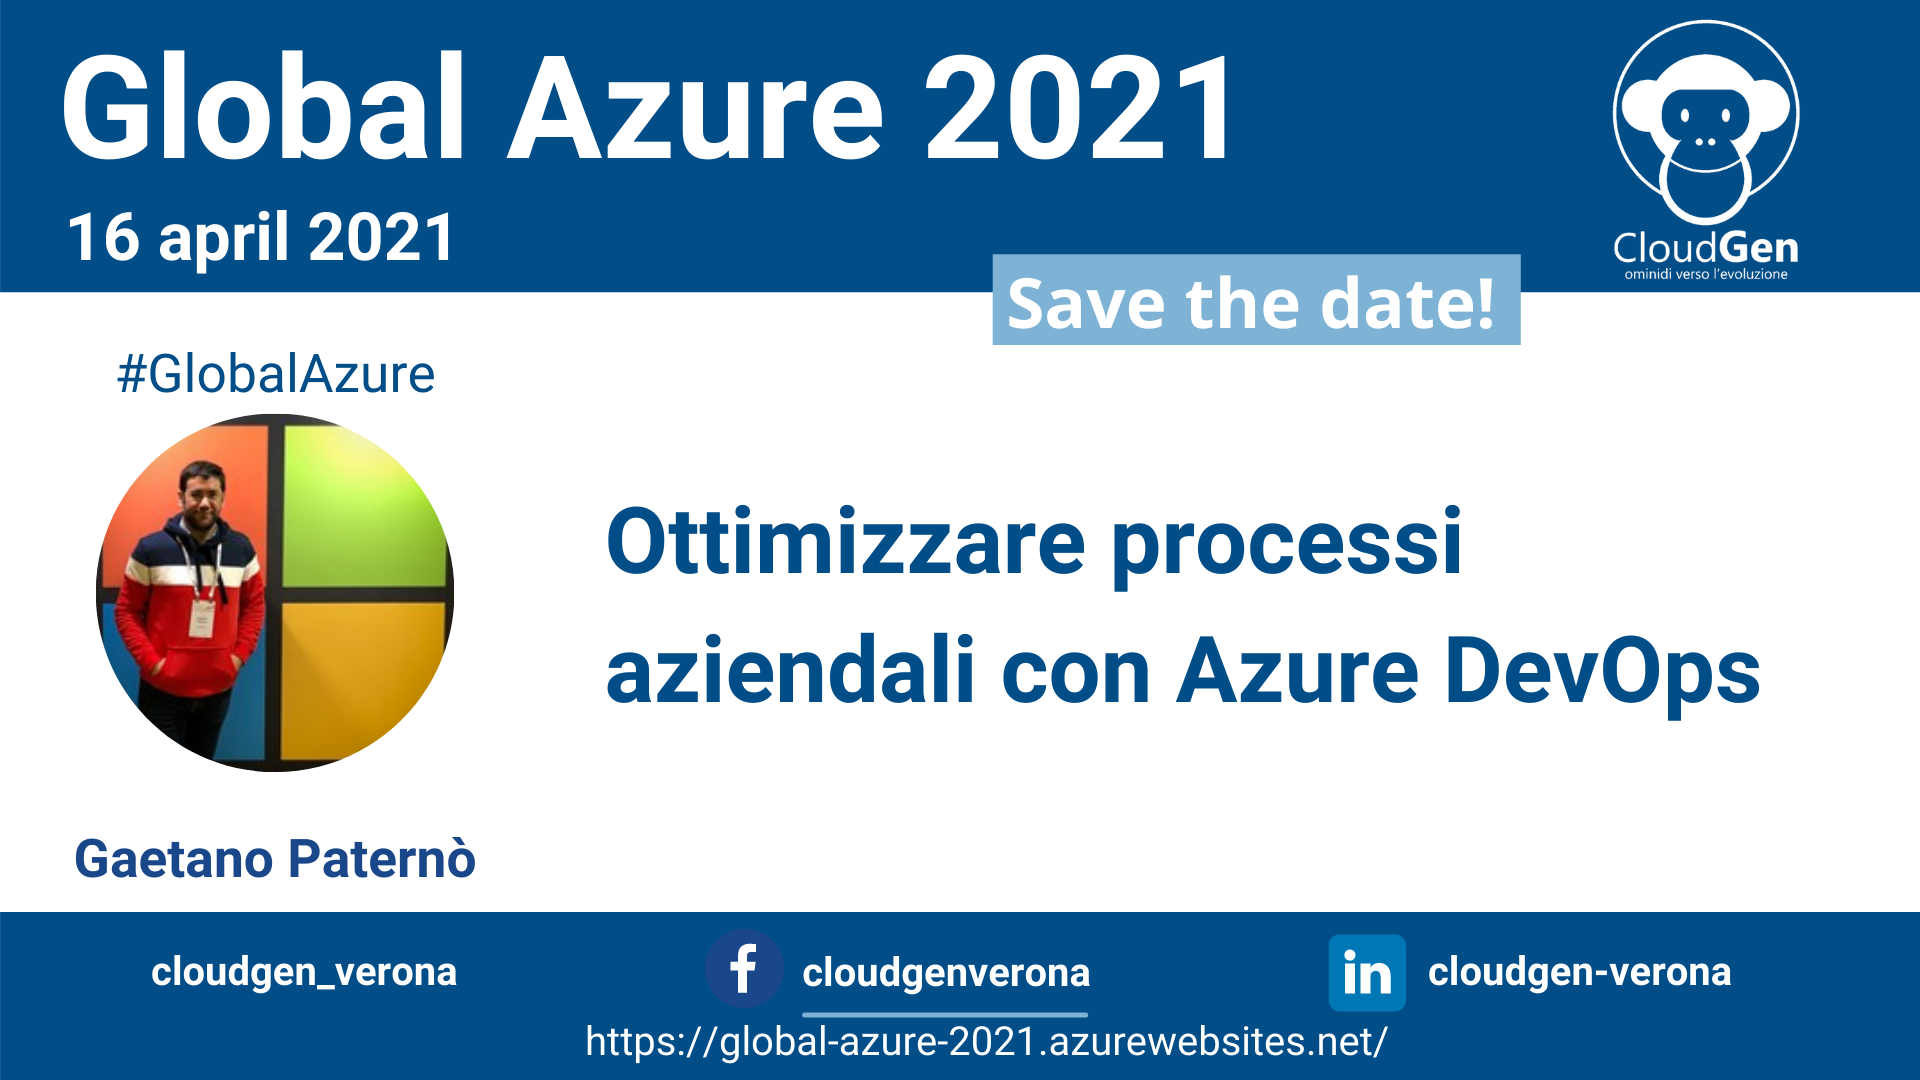 Global Azure 2021
16 april 2021
CloudGen
ominidi verso l'evoluzione
Save the date!
#GlobalAzure
Ottimizzare processi
aziendali con Azure DevOps
Gaetano Paternò
cloudgen_verona
cloudgenverona
cloudgen-verona
https://global-azure-2021.azurewebsites.net/